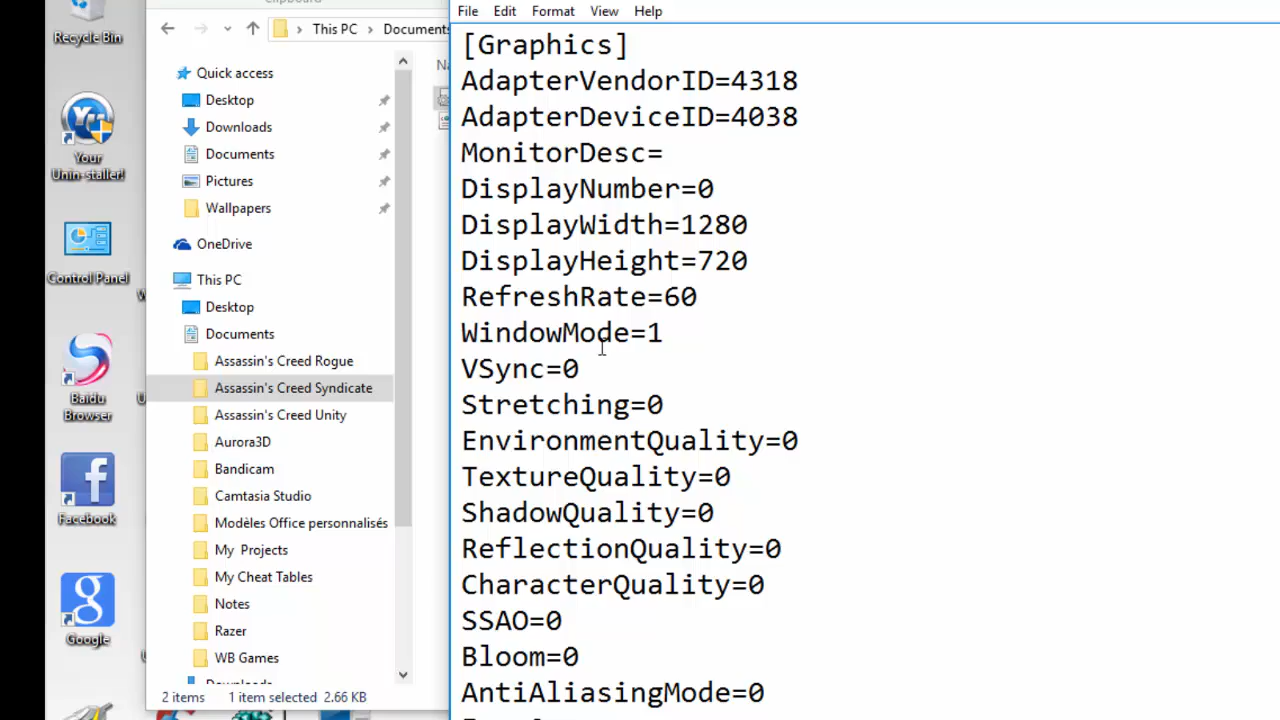 Clipboard
Recycle Bin
Your
Unin-staller!
Control Panel
Baidu
Browser
Facebook
Google
This PC
Documents
Quick access
Desktop
Downloads
Documents
Pictures
Wallpapers
OneDrive
This PC
Desktop
Documents
Assassin's Creed Rogue
Assassin's Creed Syndicate
Assassin's Creed Unity
Aurora3D
Bandicam
Camtasia Studio
Modèles Office personnalisés
My Projects
My Cheat Tables
Notes
Razer
WB Games
Downloads
2 items 1 item selected 2.66 KB
File Edit Format View Help
[Graphics]
AdapterVendorID=4318
AdapterDeviceID=4038
MonitorDesc=
DisplayNumber=0
DisplayWidth=1280
DisplayHeight=720
RefreshRate=60
WindowMode=1
VSync=0
Stretching=0
EnvironmentQuality=0
TextureQuality=0
ShadowQuality=0
ReflectionQuality=0
CharacterQuality=0
SSAO=0
Bloom=0
AntiAliasingMode=0